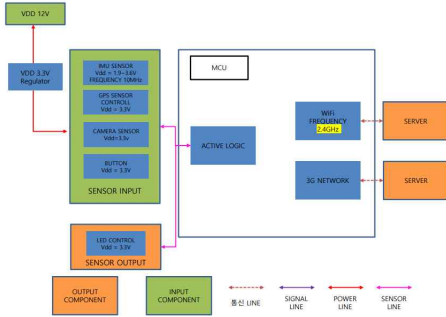 VDD 12V
VDD 3.3V
Regulator
IMU SENSOR
Vdd = 1.9~3.6V
FREQUENCY 10MHz
GPS SENSOR
CONTROLL
Vdd = 3.3V
CAMERA SENSOR
Vdd=3.3v
BUTTON
Vdd = 3.3V
SENSOR INPUT
MCU
ACTIVE LOGIC
WiFi
FREQUENCY
2.4GHz
3G NETWORK
SERVER
SERVER
LED CONTROL
Vdd = 3.3V
SENSOR OUTPUT
OUTPUT
COMPONENT
INPUT
COMPONENT
통신 LINE
SIGNAL
LINE
POWER
LINE
SENSOR
LINE